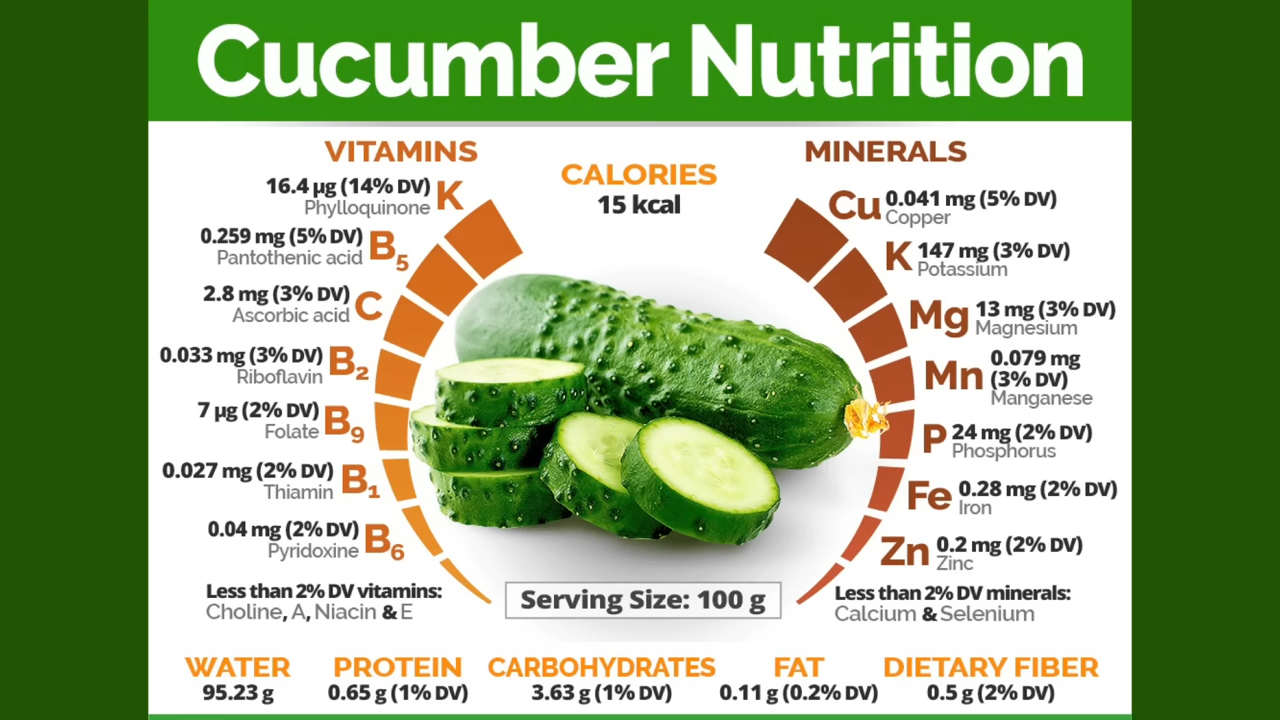 Cucumber Nutrition
VITAMINS
16.4 µg (14% DV) K
Phylloquinone
0.259 mg (5% DV) B5
Pantothenic acid
2.8 mg (3% DV) C
Ascorbic acid
0.033 mg (3% DV) B2
Riboflavin
7 µg (2% DV) B9
Folate
0.027 mg (2% DV) B1
Thiamin
0.04 mg (2% DV) B6
Pyridoxine
Less than 2% DV vitamins:
Choline, A, Niacin & E
CALORIES
15 kcal
Serving Size: 100 g
MINERALS
Cu 0.041 mg (5% DV)
Copper
K 147 mg (3% DV)
Potassium
Mg 13 mg (3% DV)
Magnesium
Mn 0.079 mg
(3% DV)
Manganese
P 24 mg (2% DV)
Phosphorus
Fe 0.28 mg (2% DV)
Iron
Zn 0.2 mg (2% DV)
Zinc
Less than 2% DV minerals:
Calcium & Selenium
WATER
95.23 g
PROTEIN
0.65 g (1% DV)
CARBOHYDRATES
3.63 g (1% DV)
FAT
0.11 g (0.2% DV)
DIETARY FIBER
0.5 g (2% DV)